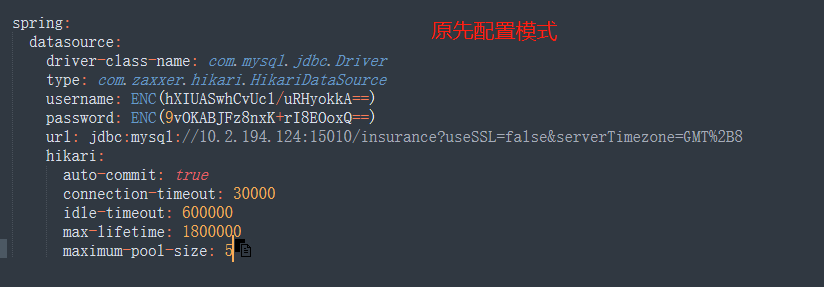 spring:
原先配置模式
datasource:
driver-class-name: com.mysql.jdbc.Driver
type: com.zaxxer.hikari.HikariDataSource
username: ENC(hXIUASwhCvUcl/uRHyokkA==)
password: ENC(9vOKABJFz8nxK+rI8EOoxQ==)
url: jdbc:mysql://10.2.194.124:15010/insurance?useSSL=false&serverTimezone=GMT%2B8
hikari:
auto-commit: true
connection-timeout: 30000
idle-timeout: 600000
max-lifetime: 1800000
maximum-pool-size: 5